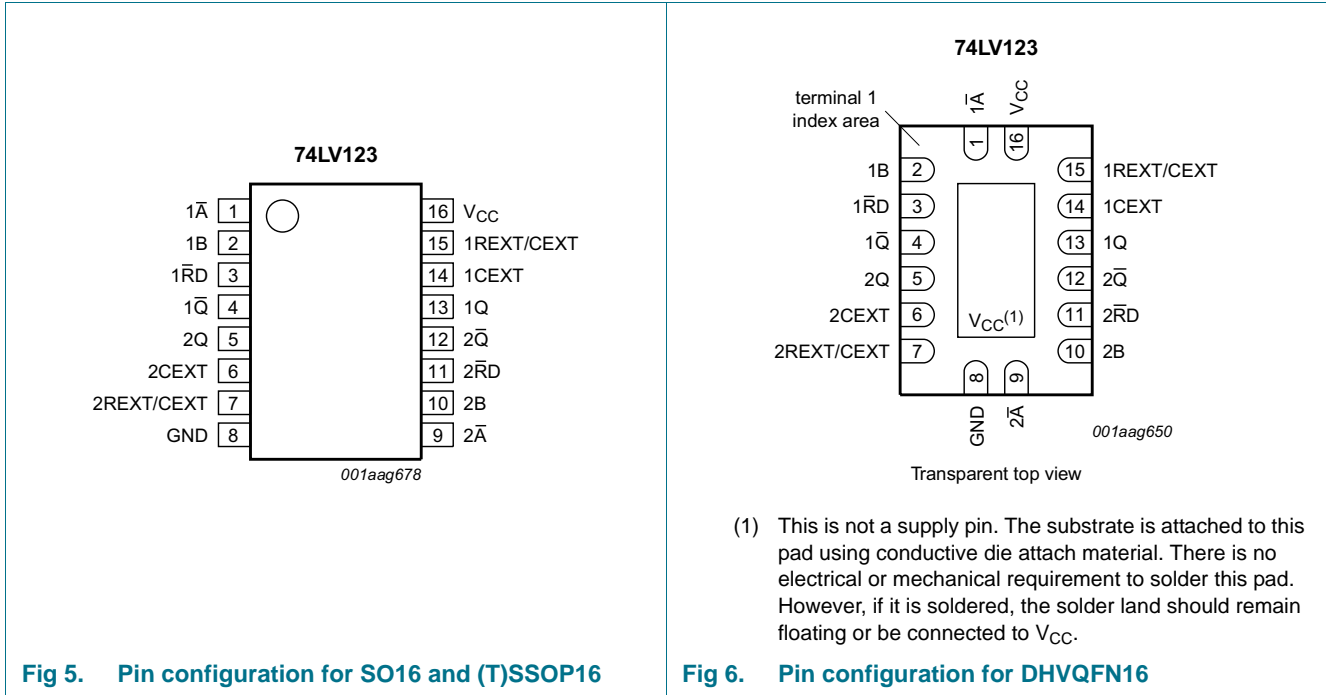 74LV123
1A̅ 1
1B 2
1R̅D 3
1Q̅ 4
2Q 5
2CEXT 6
2REXT/CEXT 7
GND 8
16 VCC
15 1REXT/CEXT
14 1CEXT
13 1Q
12 2Q̅
11 2R̅D
10 2B
9 2A̅
001aag678
Fig 5. Pin configuration for SO16 and (T)SSOP16
74LV123
terminal 1
index area
1A̅
VCC
1
16
1B 2
1R̅D 3
1Q̅ 4
2Q 5
2CEXT 6
2REXT/CEXT 7
15 1REXT/CEXT
14 1CEXT
13 1Q
12 2Q̅
11 2R̅D
10 2B
VCC(1)
8
9
GND
2A̅
001aag650
Transparent top view
(1) This is not a supply pin. The substrate is attached to this
pad using conductive die attach material. There is no
electrical or mechanical requirement to solder this pad.
However, if it is soldered, the solder land should remain
floating or be connected to VCC.
Fig 6. Pin configuration for DHVQFN16